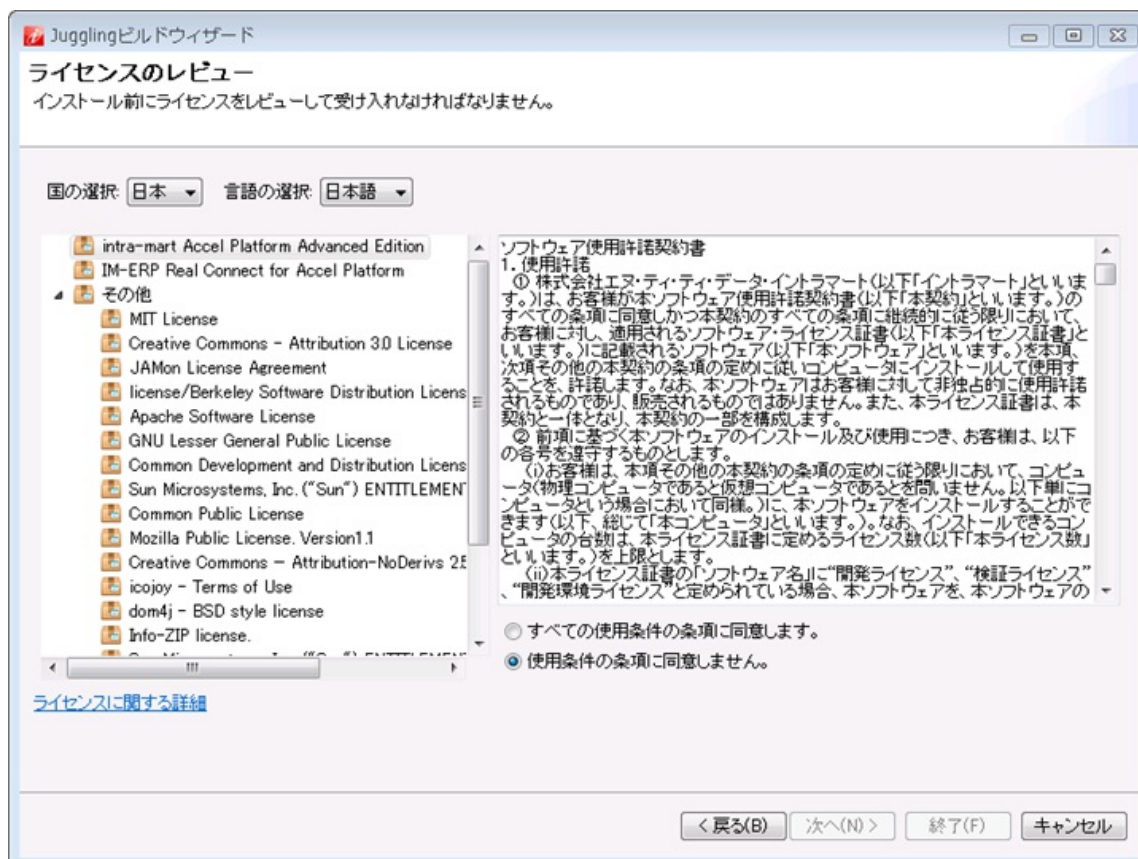 Jugglingビルドウィザード
ライセンスのレビュー
インストール前にライセンスをレビューして受け入れなければなりません。
国の選択: 日本 言語の選択: 日本語
intra-mart Accel Platform Advanced Edition
IM-ERP Real Connect for Accel Platform
その他
MIT License
Creative Commons - Attribution 3.0 License
JAMon License Agreement
license/Berkeley Software Distribution Licens
Apache Software License
GNU Lesser General Public License
Common Development and Distribution Licens
Sun Microsystems, Inc. ("Sun") ENTITLEMEN
Common Public License
Mozilla Public License. Version1.1
Creative Commons — Attribution-NoDerivs 2.5
icojoy - Terms of Use
dom4j - BSD style license
Info-ZIP license.
ソフトウェア使用許諾契約書
1. 使用許諾
① 株式会社エヌ・ティ・ティ・データ・イントラマート(以下「イントラマート」といいま
す。)は、お客様が本ソフトウェア使用許諾契約書(以下「本契約」といいます。)の
すべての条項に同意しかつ本契約のすべての条項に継続的に従う限りにおいて、
お客様に対し、適用されるソフトウェア・ライセンス証書(以下「本ライセンス証書」と
いいます。)に記載されるソフトウェア(以下「本ソフトウェア」といいます。)を本項、
次項その他の本契約の条項の定めに従いコンピュータにインストールして使用す
ることを、許諾します。なお、本ソフトウェアはお客様に対して非独占的に使用許諾
されるものであり、販売されるものではありません。また、本ライセンス証書は、本
契約と一体となり、本契約の一部を構成します。
② 前項に基づく本ソフトウェアのインストール及び使用につき、お客様は、以下
の各号を遵守するものとします。
(i)お客様は、本項その他の本契約の条項の定めに従う限りにおいて、コンピュ
ータ(物理コンピュータであると仮想コンピュータであるとを問いません。以下単にコ
ンピュータという場合において同様。)に、本ソフトウェアをインストールすることがで
きます(以下、総じて「本コンピュータ」といいます。)。なお、インストールできるコン
ピュータの台数は、本ライセンス証書に定めるライセンス数(以下「本ライセンス数」
といいます。)を上限とします。
(ii)本ライセンス証書の「ソフトウェア名」に“開発ライセンス”、“検証ライセンス”
、“開発環境ライセンス”と定められている場合、本ソフトウェアを、本ソフトウェアの
すべての使用条件の条項に同意します。
使用条件の条項に同意しません。
ライセンスに関する詳細
< 戻る(B) 次へ(N) > 終了(F) キャンセル